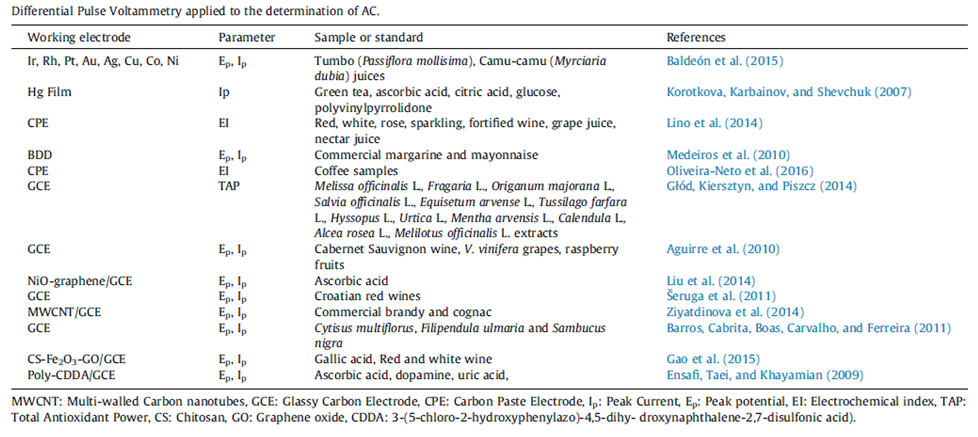 Differential Pulse Voltammetry applied to the determination of AC.
Working electrode Parameter Sample or standard References
Ir, Rh, Pt, Au, Ag, Cu, Co, Ni Ep, Ip Tumbo (Passiflora mollisima), Camu-camu (Myrciaria Baldeón et al. (2015)
dubia) juices
Hg Film Ip Green tea, ascorbic acid, citric acid, glucose, Korotkova, Karbainov, and Shevchuk (2007)
polyvinylpyrrolidone
CPE EI Red, white, rose, sparkling, fortified wine, grape juice, Lino et al. (2014)
nectar juice
BDD Ep, Ip Commercial margarine and mayonnaise Medeiros et al. (2010)
CPE EI Coffee samples Oliveira-Neto et al. (2016)
GCE TAP Melissa officinalis L., Fragaria L., Origanum majorana L., Głód, Kiersztyn, and Piszcz (2014)
Salvia officinalis L., Equisetum arvense L., Tussilago farfara
L., Hyssopus L., Urtica L., Mentha arvensis L., Calendula L.,
Alcea rosea L., Melilotus officinalis L. extracts
GCE Ep, Ip Cabernet Sauvignon wine, V. vinifera grapes, raspberry Aguirre et al. (2010)
fruits
NiO-graphene/GCE Ep, Ip Ascorbic acid Liu et al. (2014)
GCE Ep, Ip Croatian red wines Šeruga et al. (2011)
MWCNT/GCE Ep, Ip Commercial brandy and cognac Ziyatdinova et al. (2014)
GCE Ep, Ip Cytisus multiflorus, Filipendula ulmaria and Sambucus Barros, Cabrita, Boas, Carvalho, and Ferreira (2011)
nigra
CS-Fe2O3-GO/GCE Ep, Ip Gallic acid, Red and white wine Gao et al. (2015)
Poly-CDDA/GCE Ep, Ip Ascorbic acid, dopamine, uric acid, Ensafi, Taei, and Khayamian (2009)
MWCNT: Multi-walled Carbon nanotubes, GCE: Glassy Carbon Electrode, CPE: Carbon Paste Electrode, Ip: Peak Current, Ep: Peak potential, EI: Electrochemical index, TAP:
Total Antioxidant Power, CS: Chitosan, GO: Graphene oxide, CDDA: 3-(5-chloro-2-hydroxyphenylazo)-4,5-dihy- droxynaphthalene-2,7-disulfonic acid).